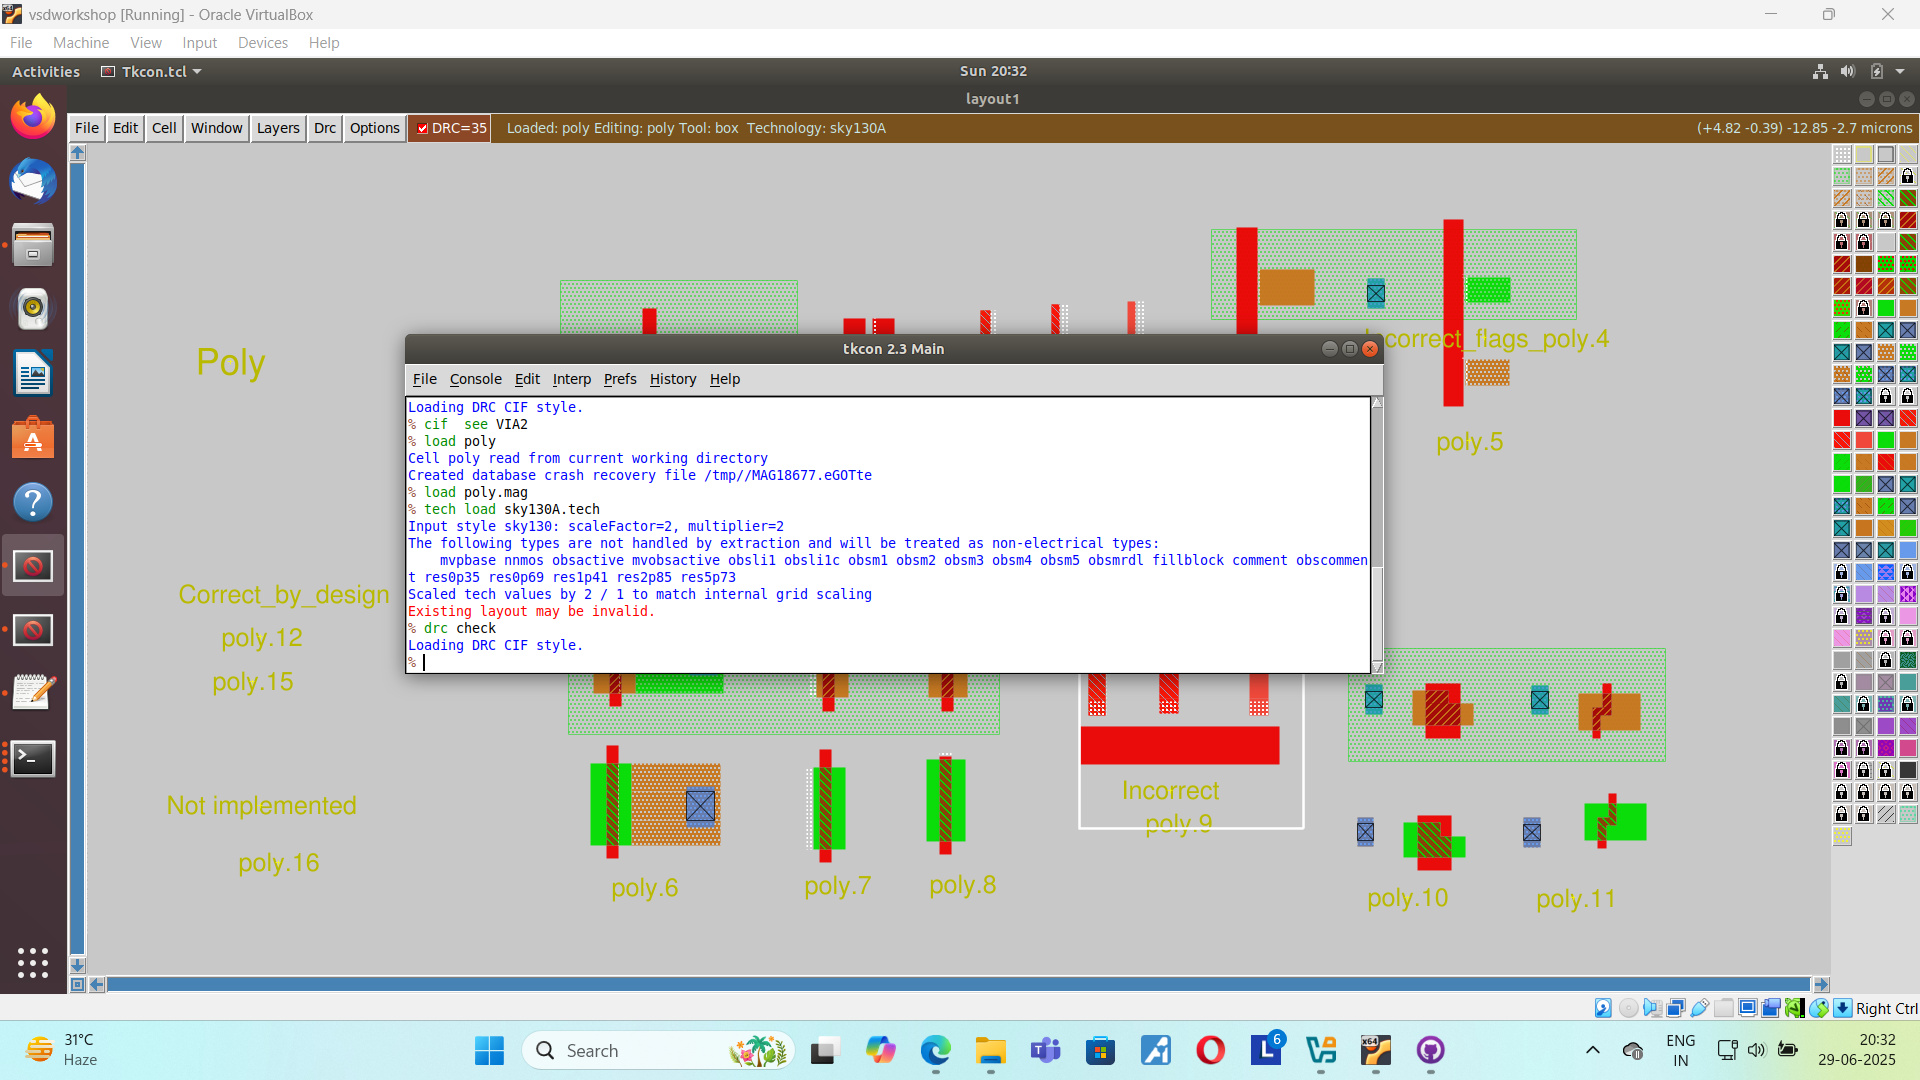 vsdworkshop [Running] - Oracle VirtualBox
File Machine View Input Devices Help
Activities Tkcon.tcl Sun 20:32
layout1
File Edit Cell Window Layers Drc Options DRC=35 Loaded: poly Editing: poly Tool: box Technology: sky130A (+4.82 -0.39) -12.85 -2.7 microns
Poly
correct_flags_poly.4
poly.5
tkcon 2.3 Main
File Console Edit Interp Prefs History Help
Loading DRC CIF style.
% cif see VIA2
% load poly
Cell poly read from current working directory
Created database crash recovery file /tmp//MAG18677.eGOTte
% load poly.mag
% tech load sky130A.tech
Input style sky130: scaleFactor=2, multiplier=2
The following types are not handled by extraction and will be treated as non-electrical types:
mvpbase nnmos obsactive mvobsactive obsli1 obsli1c obsm1 obsm2 obsm3 obsm4 obsm5 obsmrdl fillblock comment obscommen
t res0p35 res0p69 res1p41 res2p85 res5p73
Scaled tech values by 2 / 1 to match internal grid scaling
Existing layout may be invalid.
% drc check
Loading DRC CIF style.
%
Correct_by_design
poly.12
poly.15
Not implemented
poly.16
poly.6
poly.7
poly.8
Incorrect
poly.9
poly.10
poly.11
Right Ctrl
31°C
Haze
Search
6
ENG
IN
20:32
29-06-2025